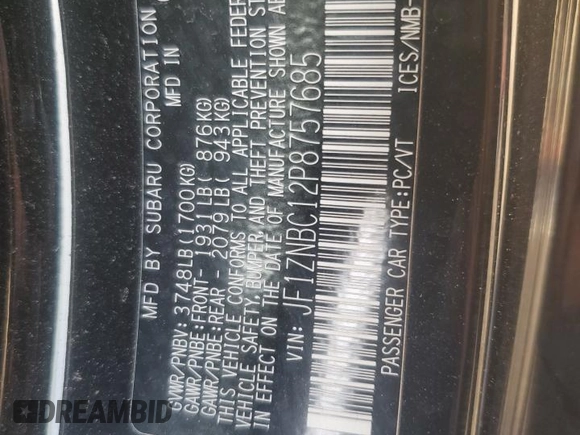 MFD BY SUBARU CORPORATION
MFD IN
GVWR/PNBV: 3748LB(1700KG)
GAWR/PNBE:FRONT- 1931LB( 876KG)
GAWR/PNBE:REAR - 2079LB( 943KG)
THIS VEHICLE CONFORMS TO ALL APPLICABLE FEDER
VEHICLE SAFETY, BUMPER, AND THEFT PREVENTION ST
IN EFFECT ON THE DATE OF MANUFACTURE SHOWN AB
VIN: JF1ZNBC12P8757685
PASSENGER CAR TYPE:PC/VT ICES/NMB-
DREAMBID